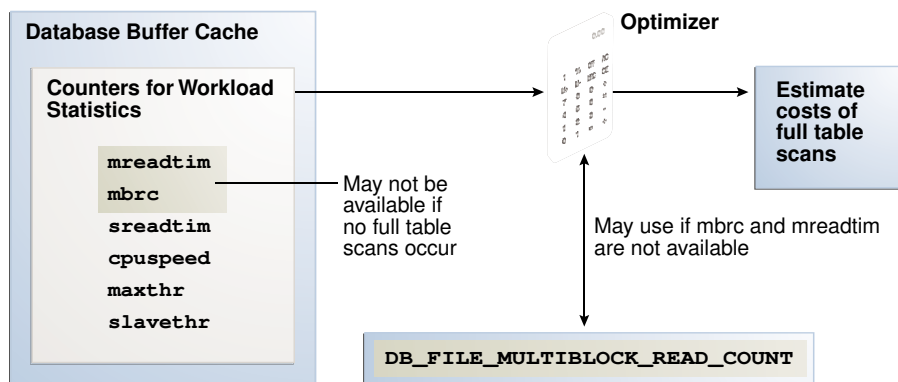 Database Buffer Cache
Counters for Workload
Statistics
mreadtim
mbrc
sreadtim
cpuspeed
maxthr
slavethr
May not be
available if
no full table
scans occur
Optimizer
0.00
Estimate
costs of
full table
scans
May use if mbrc and mreadtim
are not available
DB_FILE_MULTIBLOCK_READ_COUNT